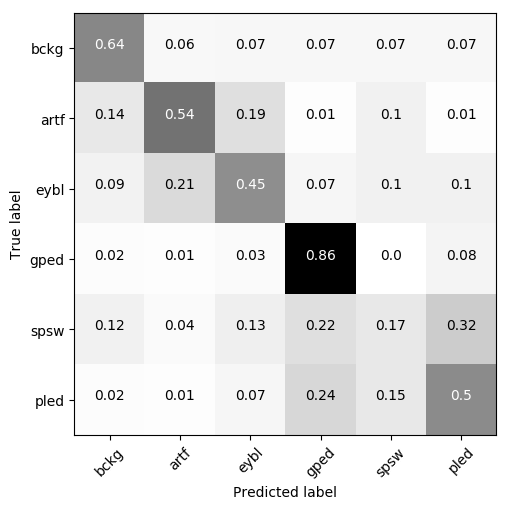 True label
bckg 0.64 0.06 0.07 0.07 0.07 0.07
artf 0.14 0.54 0.19 0.01 0.1 0.01
eybl 0.09 0.21 0.45 0.07 0.1 0.1
gped 0.02 0.01 0.03 0.86 0.0 0.08
spsw 0.12 0.04 0.13 0.22 0.17 0.32
pled 0.02 0.01 0.07 0.24 0.15 0.5
bckg artf eybl gped spsw pled
Predicted label